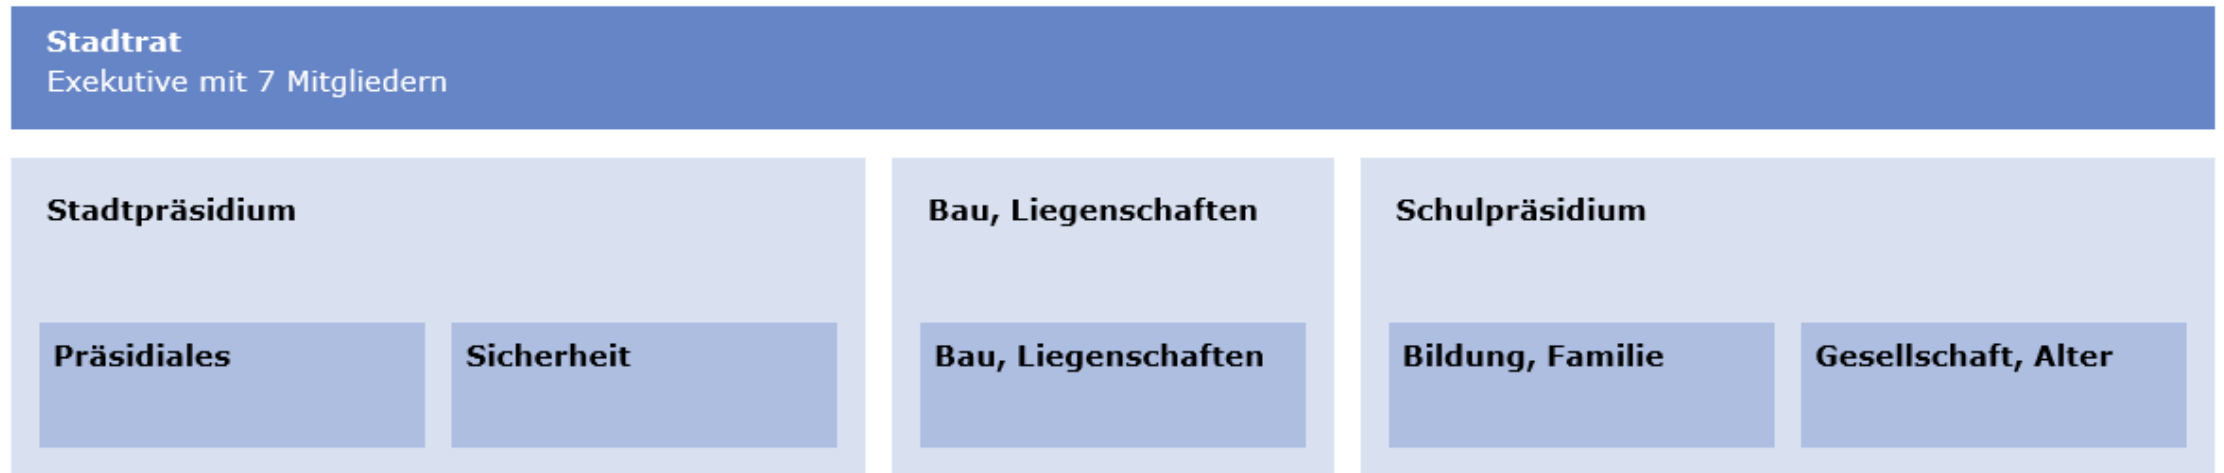 Stadtrat
Exekutive mit 7 Mitgliedern
Stadtpräsidium
Bau, Liegenschaften
Schulpräsidium
Präsidiales
Sicherheit
Bau, Liegenschaften
Bildung, Familie
Gesellschaft, Alter